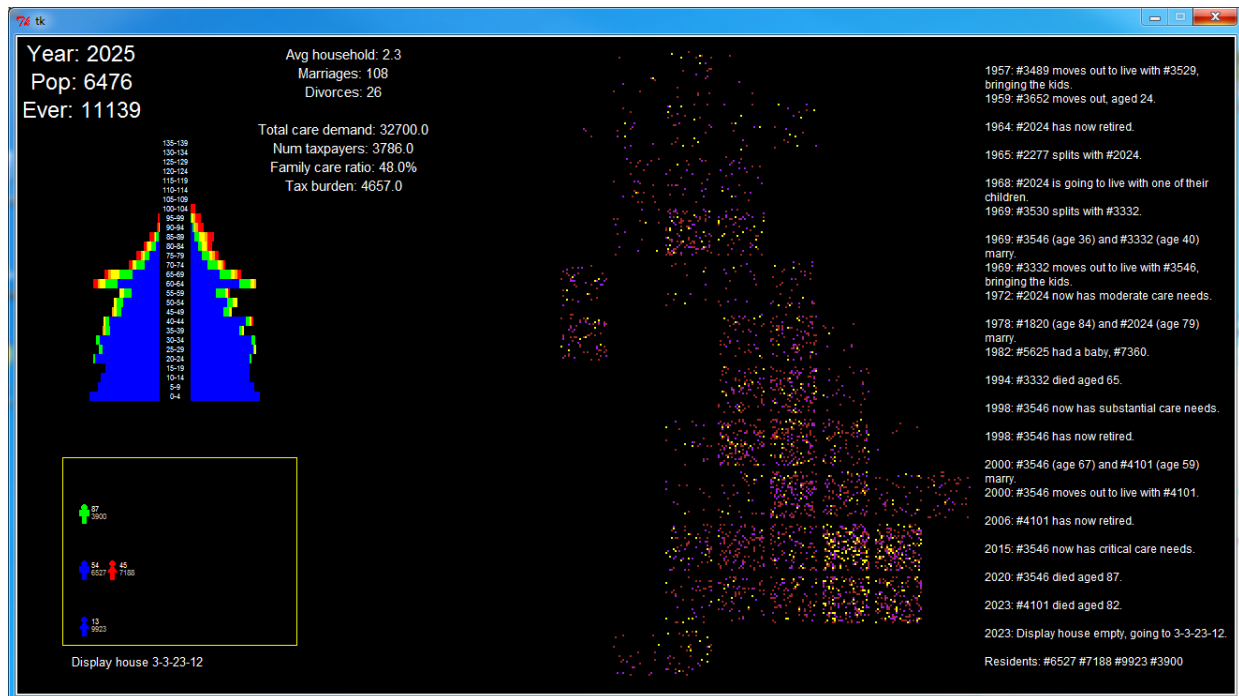 tk
Year: 2025
Pop: 6476
Ever: 11139
Avg household: 2.3
Marriages: 108
Divorces: 26
Total care demand: 32700.0
Num taxpayers: 3786.0
Family care ratio: 48.0%
Tax burden: 4657.0
135-139
130-134
125-129
120-124
115-119
110-114
105-109
100-104
95-99
90-94
85-89
80-84
75-79
70-74
65-69
60-64
55-59
50-54
45-49
40-44
35-39
30-34
25-29
20-24
15-19
10-14
5-9
0-4
87
3900
54 45
6527 7188
13
9923
Display house 3-3-23-12
1957: #3489 moves out to live with #3529,
bringing the kids.
1959: #3652 moves out, aged 24.
1964: #2024 has now retired.
1965: #2277 splits with #2024.
1968: #2024 is going to live with one of their
children.
1969: #3530 splits with #3332.
1969: #3546 (age 36) and #3332 (age 40)
marry.
1969: #3332 moves out to live with #3546,
bringing the kids.
1972: #2024 now has moderate care needs.
1978: #1820 (age 84) and #2024 (age 79)
marry.
1982: #5625 had a baby, #7360.
1994: #3332 died aged 65.
1998: #3546 now has substantial care needs.
1998: #3546 has now retired.
2000: #3546 (age 67) and #4101 (age 59)
marry.
2000: #3546 moves out to live with #4101.
2006: #4101 has now retired.
2015: #3546 now has critical care needs.
2020: #3546 died aged 87.
2023: #4101 died aged 82.
2023: Display house empty, going to 3-3-23-12.
Residents: #6527 #7188 #9923 #3900